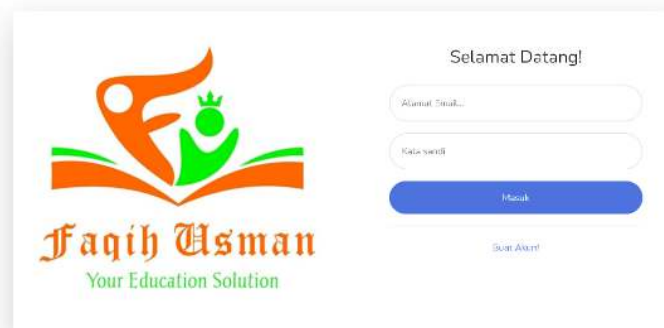 Selamat Datang!
Alamat Email...
Kata sandi
Masuk
Buat Akun!
Faqih Usman
Your Education Solution